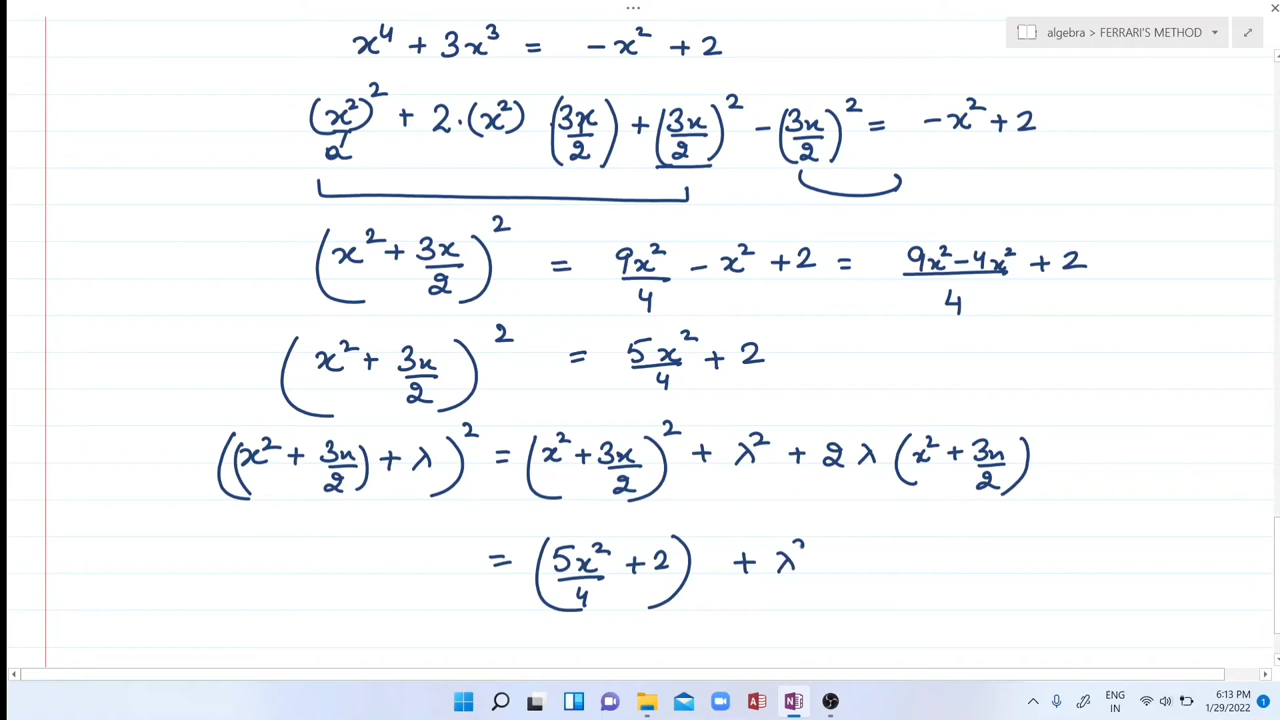 algebra > FERRARI'S METHOD
x⁴ + 3x³ = -x² + 2
(x²)² + 2·(x²) (3x/2) + (3x/2)² - (3x/2)² = -x² + 2
a
(x² + 3x/2)² = 9x²/4 - x² + 2 = (9x² - 4x²)/4 + 2
(x² + 3x/2)² = 5x²/4 + 2
((x² + 3x/2) + λ)² = (x² + 3x/2)² + λ² + 2λ (x² + 3x/2)
= (5x²/4 + 2) + λ²
ENG
IN
6:13 PM
1/29/2022
1